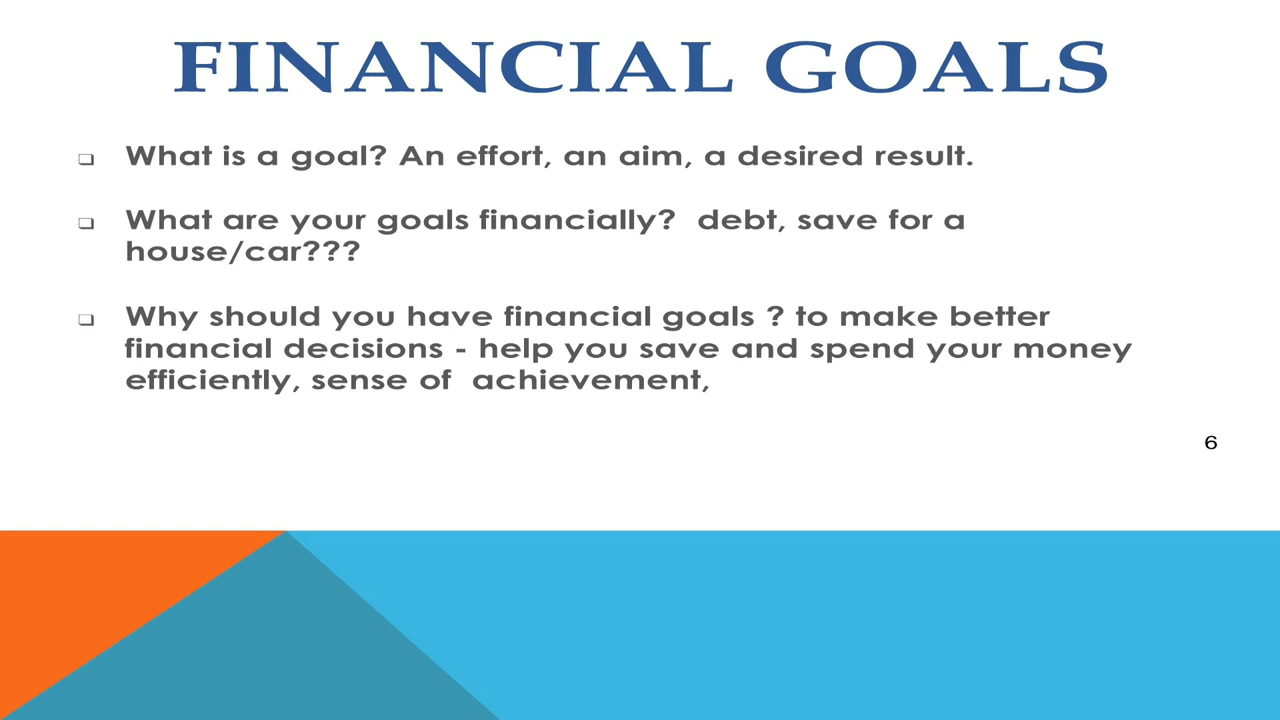 FINANCIAL GOALS
What is a goal? An effort, an aim, a desired result.
What are your goals financially?  debt, save for a
house/car???
Why should you have financial goals ? to make better
financial decisions - help you save and spend your money
efficiently, sense of  achievement,
6